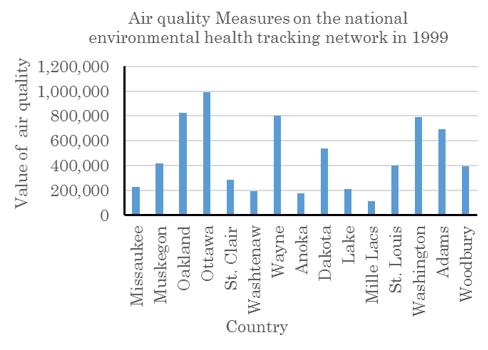 Air quality Measures on the national
environmental health tracking network in 1999
Value of air quality
1,200,000
1,000,000
800,000
600,000
400,000
200,000
0
Missaukee
Muskegon
Oakland
Ottawa
St. Clair
Washtenaw
Wayne
Anoka
Dakota
Lake
Mille Lacs
St. Louis
Washington
Adams
Woodbury
Country